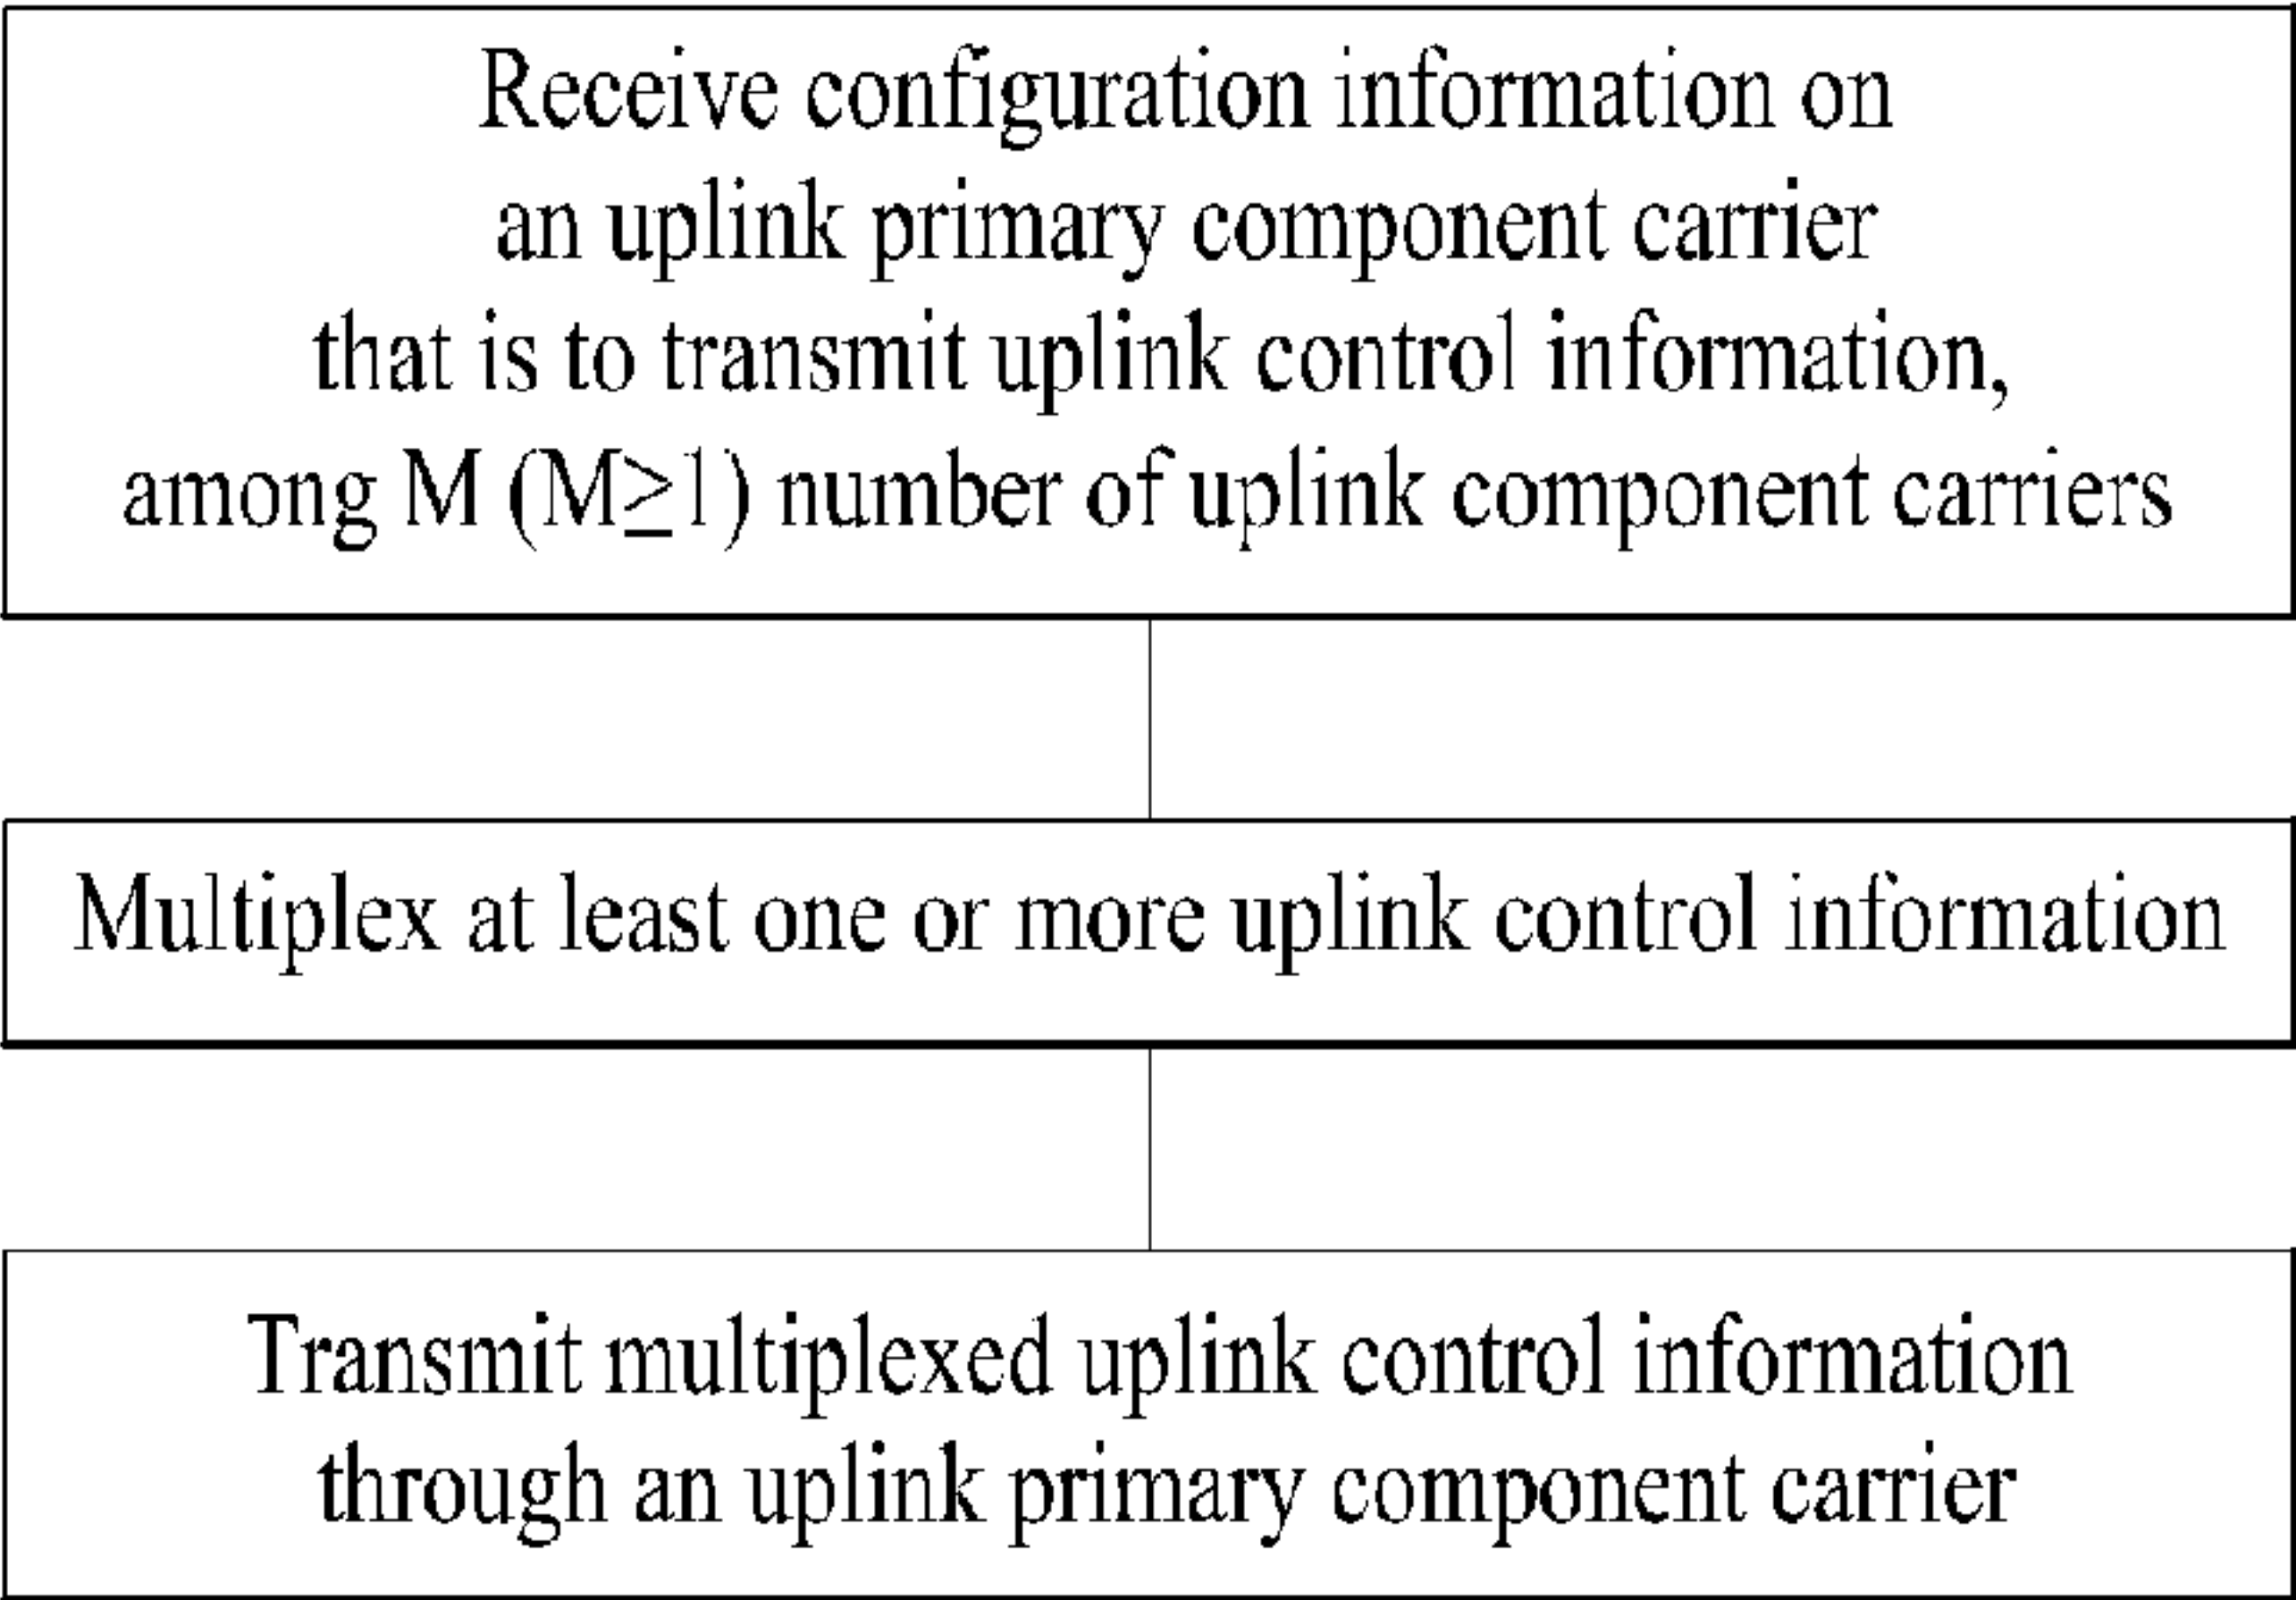 Receive configuration information on
an uplink primary component carrier
that is to transmit uplink control information,
among M (M≥1) number of uplink component carriers
Multiplex at least one or more uplink control information
Transmit multiplexed uplink control information
through an uplink primary component carrier